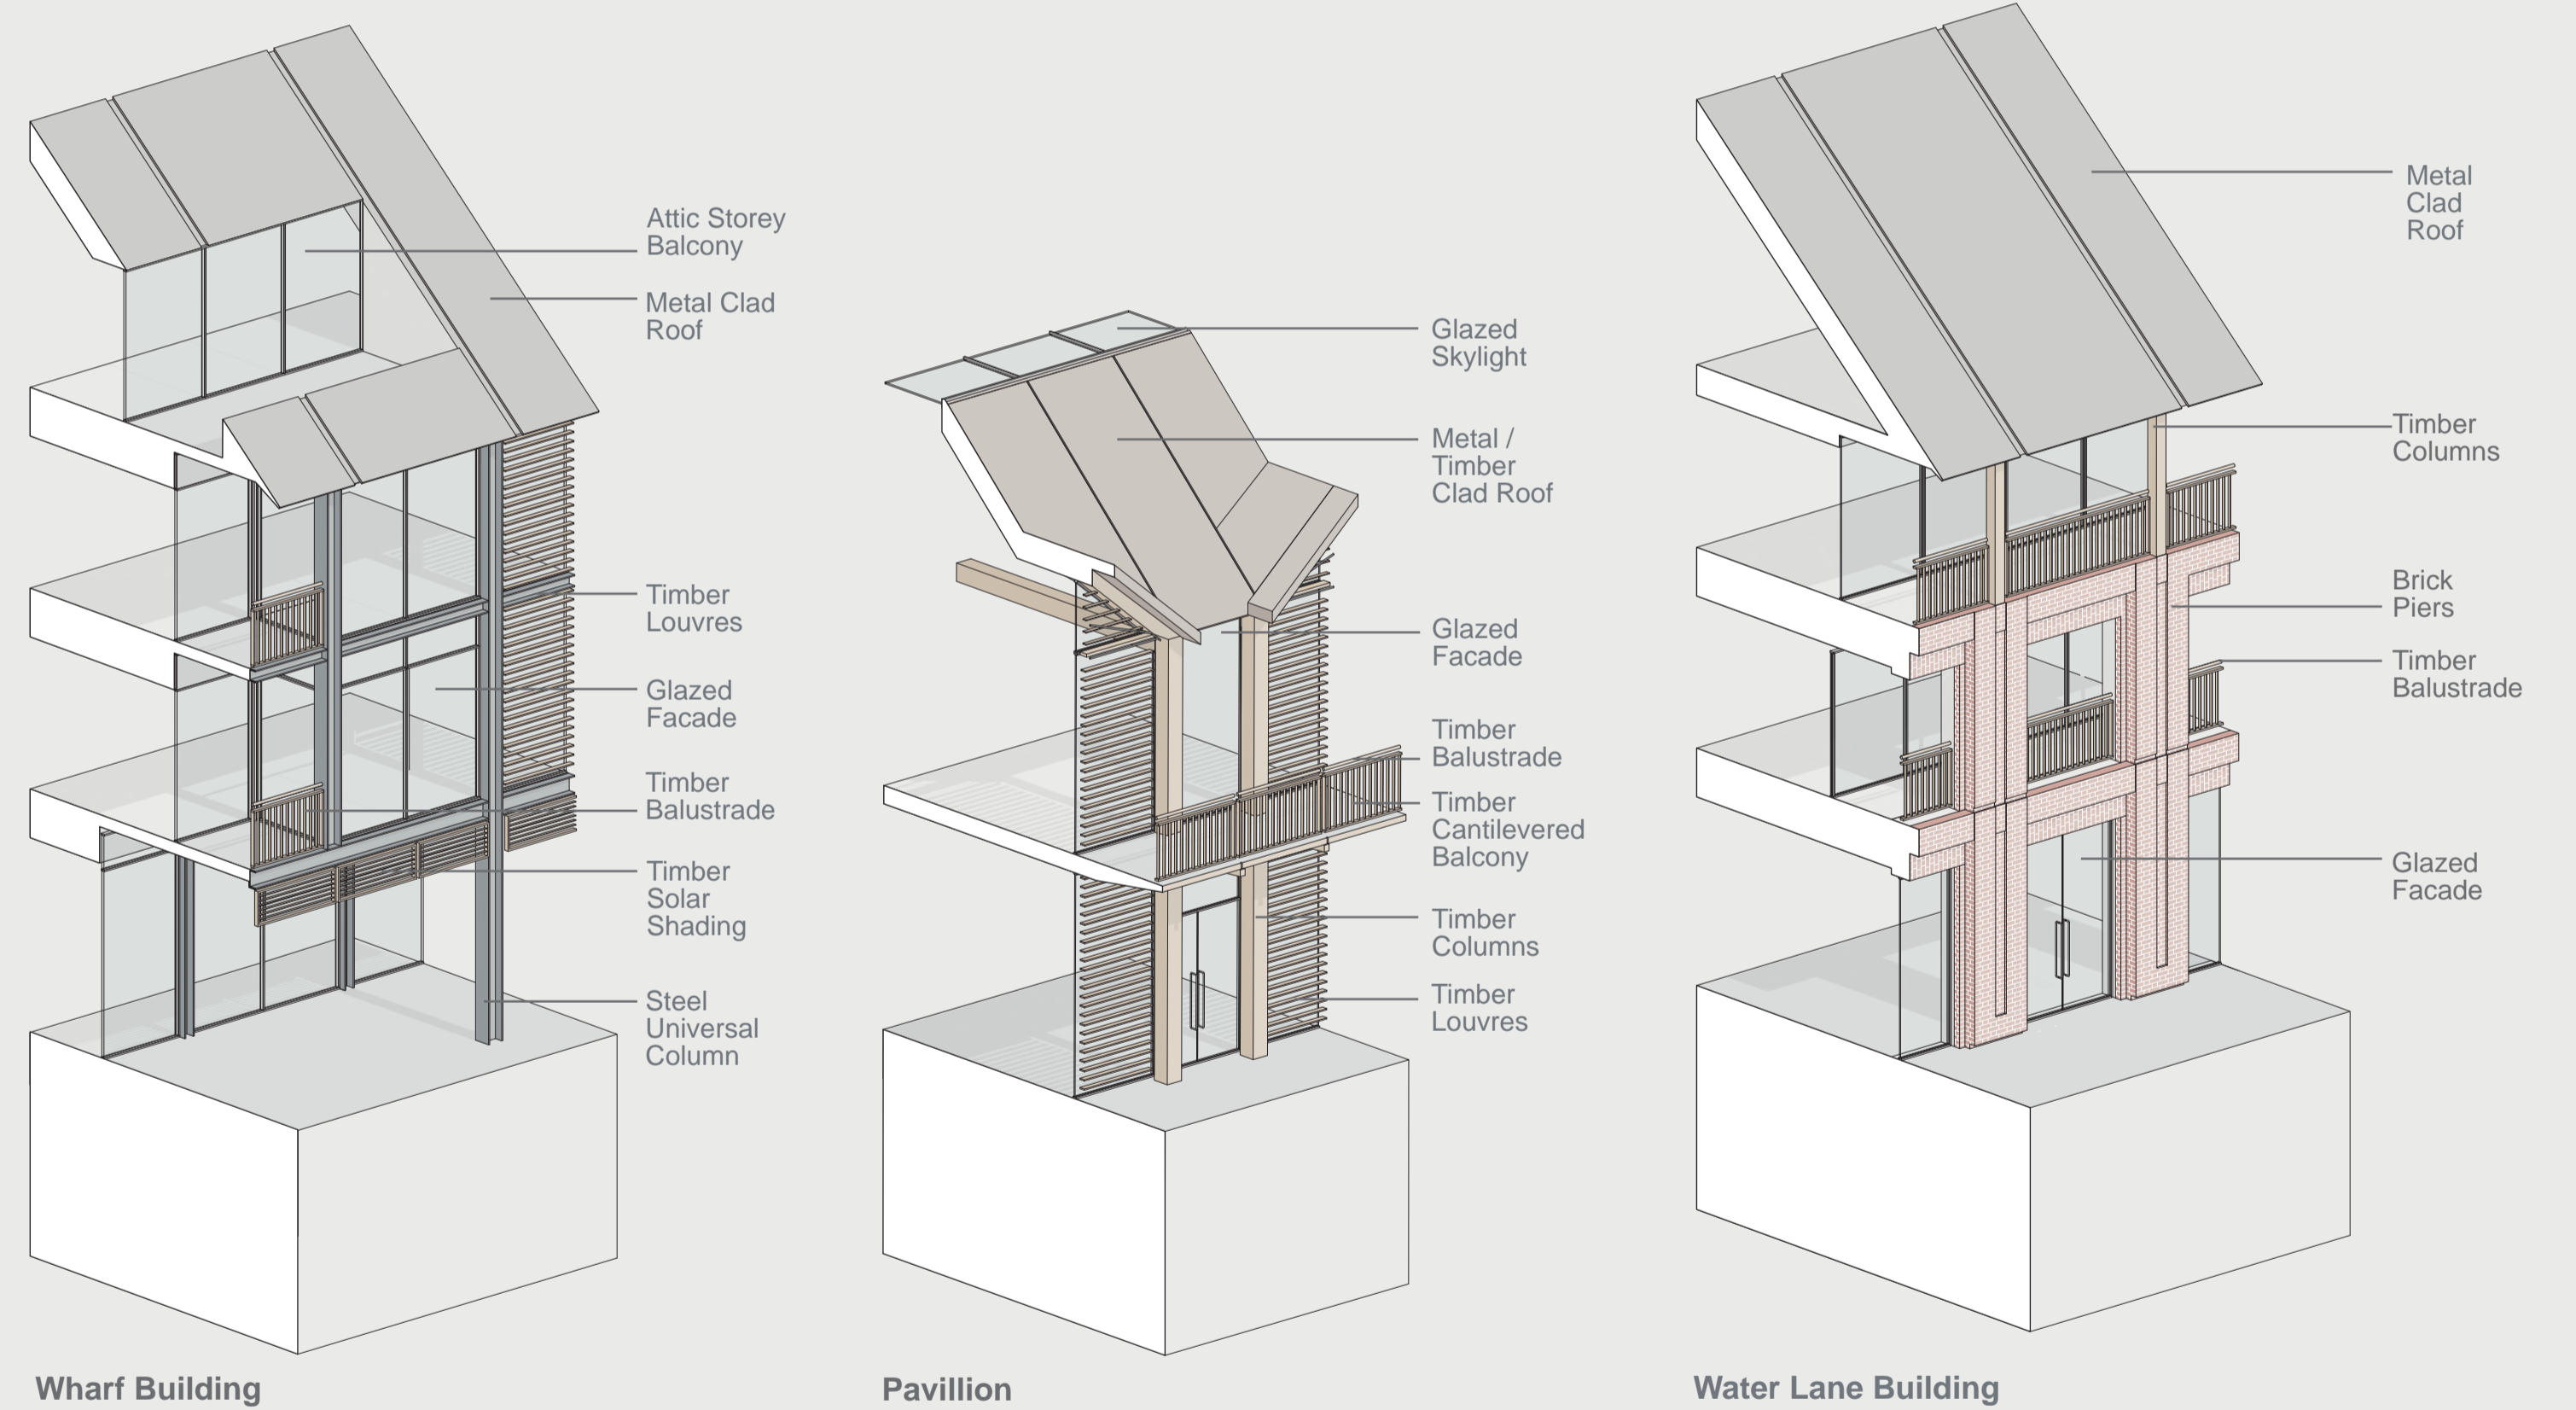 Attic Storey
Balcony
Metal Clad
Roof
Timber
Louvres
Glazed
Facade
Timber
Balustrade
Timber
Solar
Shading
Steel
Universal
Column
Wharf Building
Glazed
Skylight
Metal /
Timber
Clad Roof
Glazed
Facade
Timber
Balustrade
Timber
Cantilevered
Balcony
Timber
Columns
Timber
Louvres
Pavillion
Metal
Clad
Roof
Timber
Columns
Brick
Piers
Timber
Balustrade
Glazed
Facade
Water Lane Building